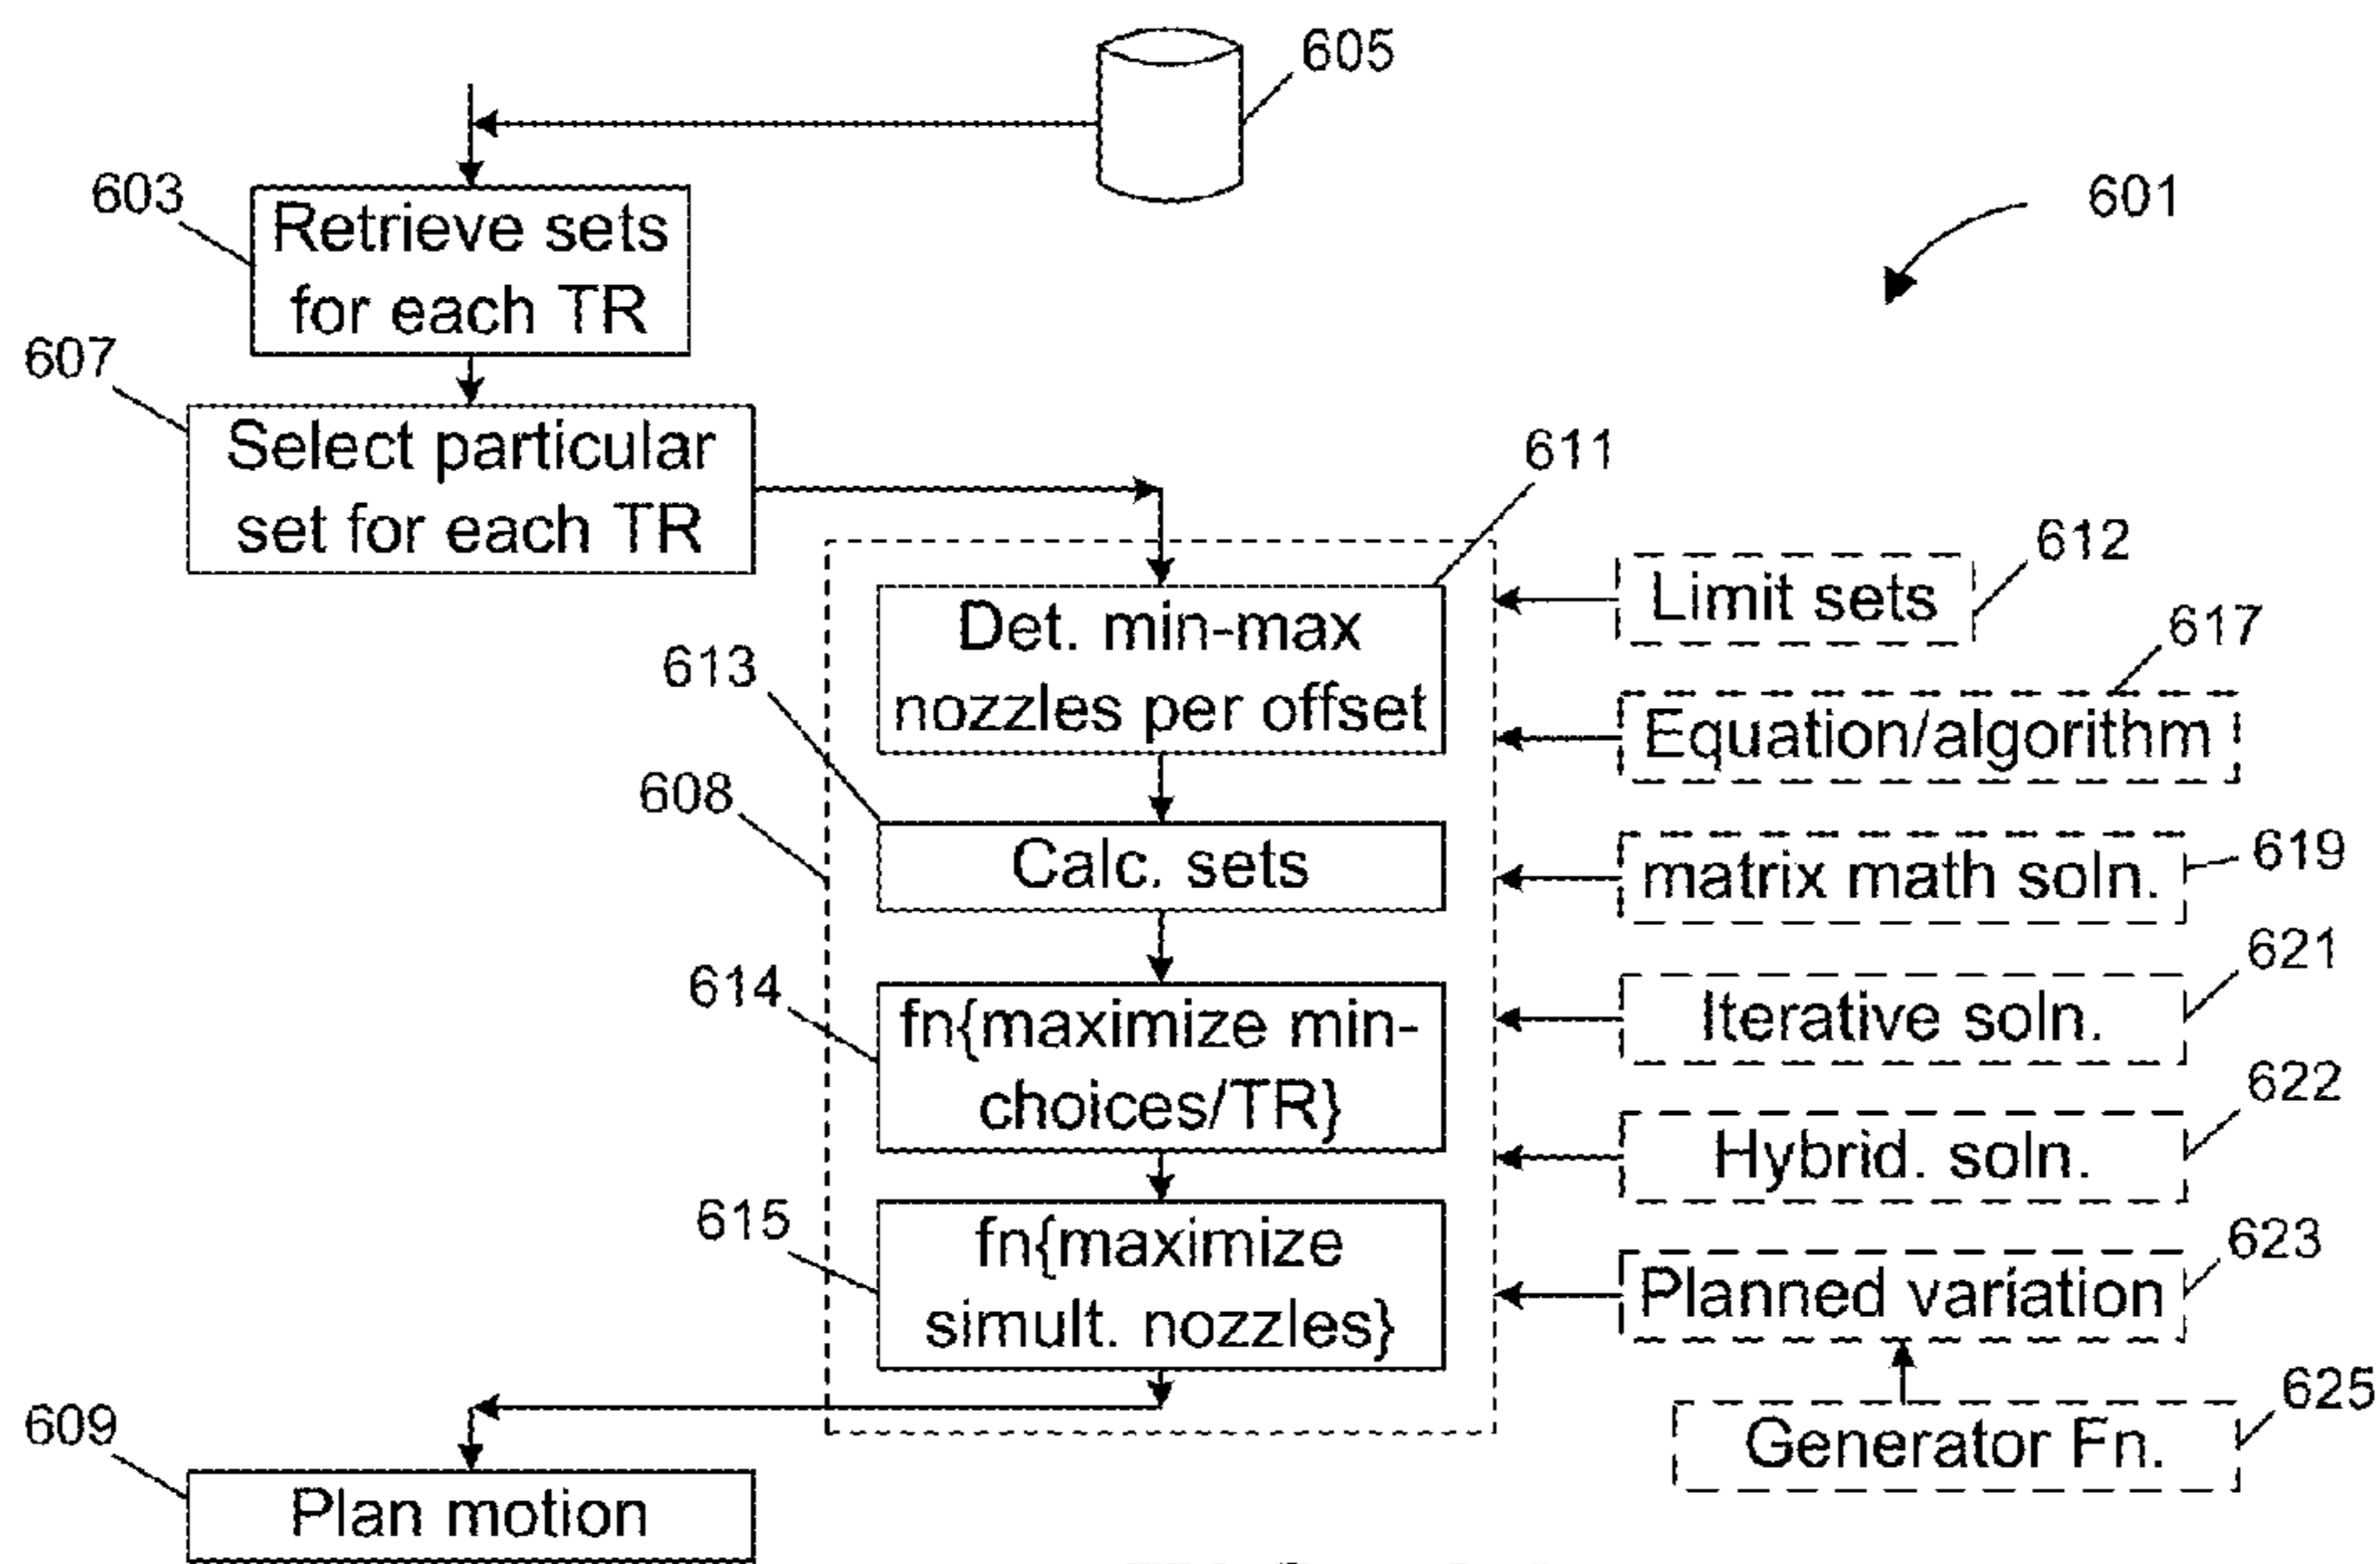 605
601
603
Retrieve sets
for each TR
607
Select particular
set for each TR
611
Det. min-max
nozzles per offset
612
Limit sets
617
Equation/algorithm
613
Calc. sets
608
619
matrix math soln.
614
fn{maximize min-
choices/TR}
621
Iterative soln.
622
Hybrid. soln.
615
fn{maximize
simult. nozzles}
623
Planned variation
625
Generator Fn.
609
Plan motion